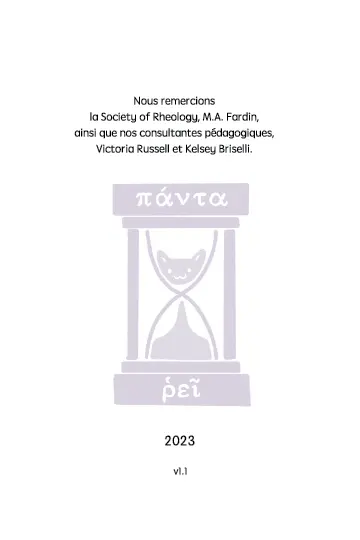 Nous remercions
la Society of Rheology, M.A. Fardin,
ainsi que nos consultantes pédagogiques,
Victoria Russell et Kelsey Briselli.
πάντα
ῥεῖ
2023
v1.1